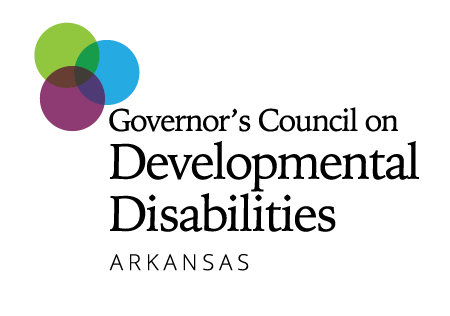 Governor’s Council on
Developmental
Disabilities
ARKANSAS